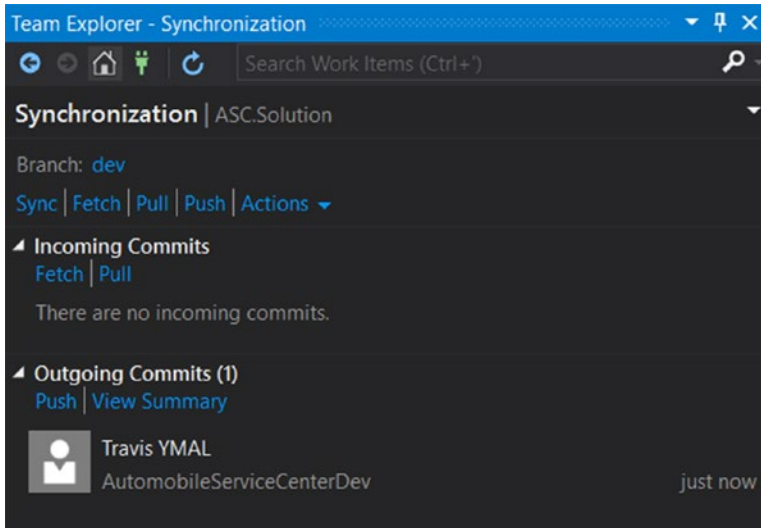 Team Explorer - Synchronization
Search Work Items (Ctrl+')
Synchronization | ASC.Solution
Branch: dev
Sync | Fetch | Pull | Push | Actions
Incoming Commits
Fetch | Pull
There are no incoming commits.
Outgoing Commits (1)
Push | View Summary
Travis YMAL
AutomobileServiceCenterDev just now